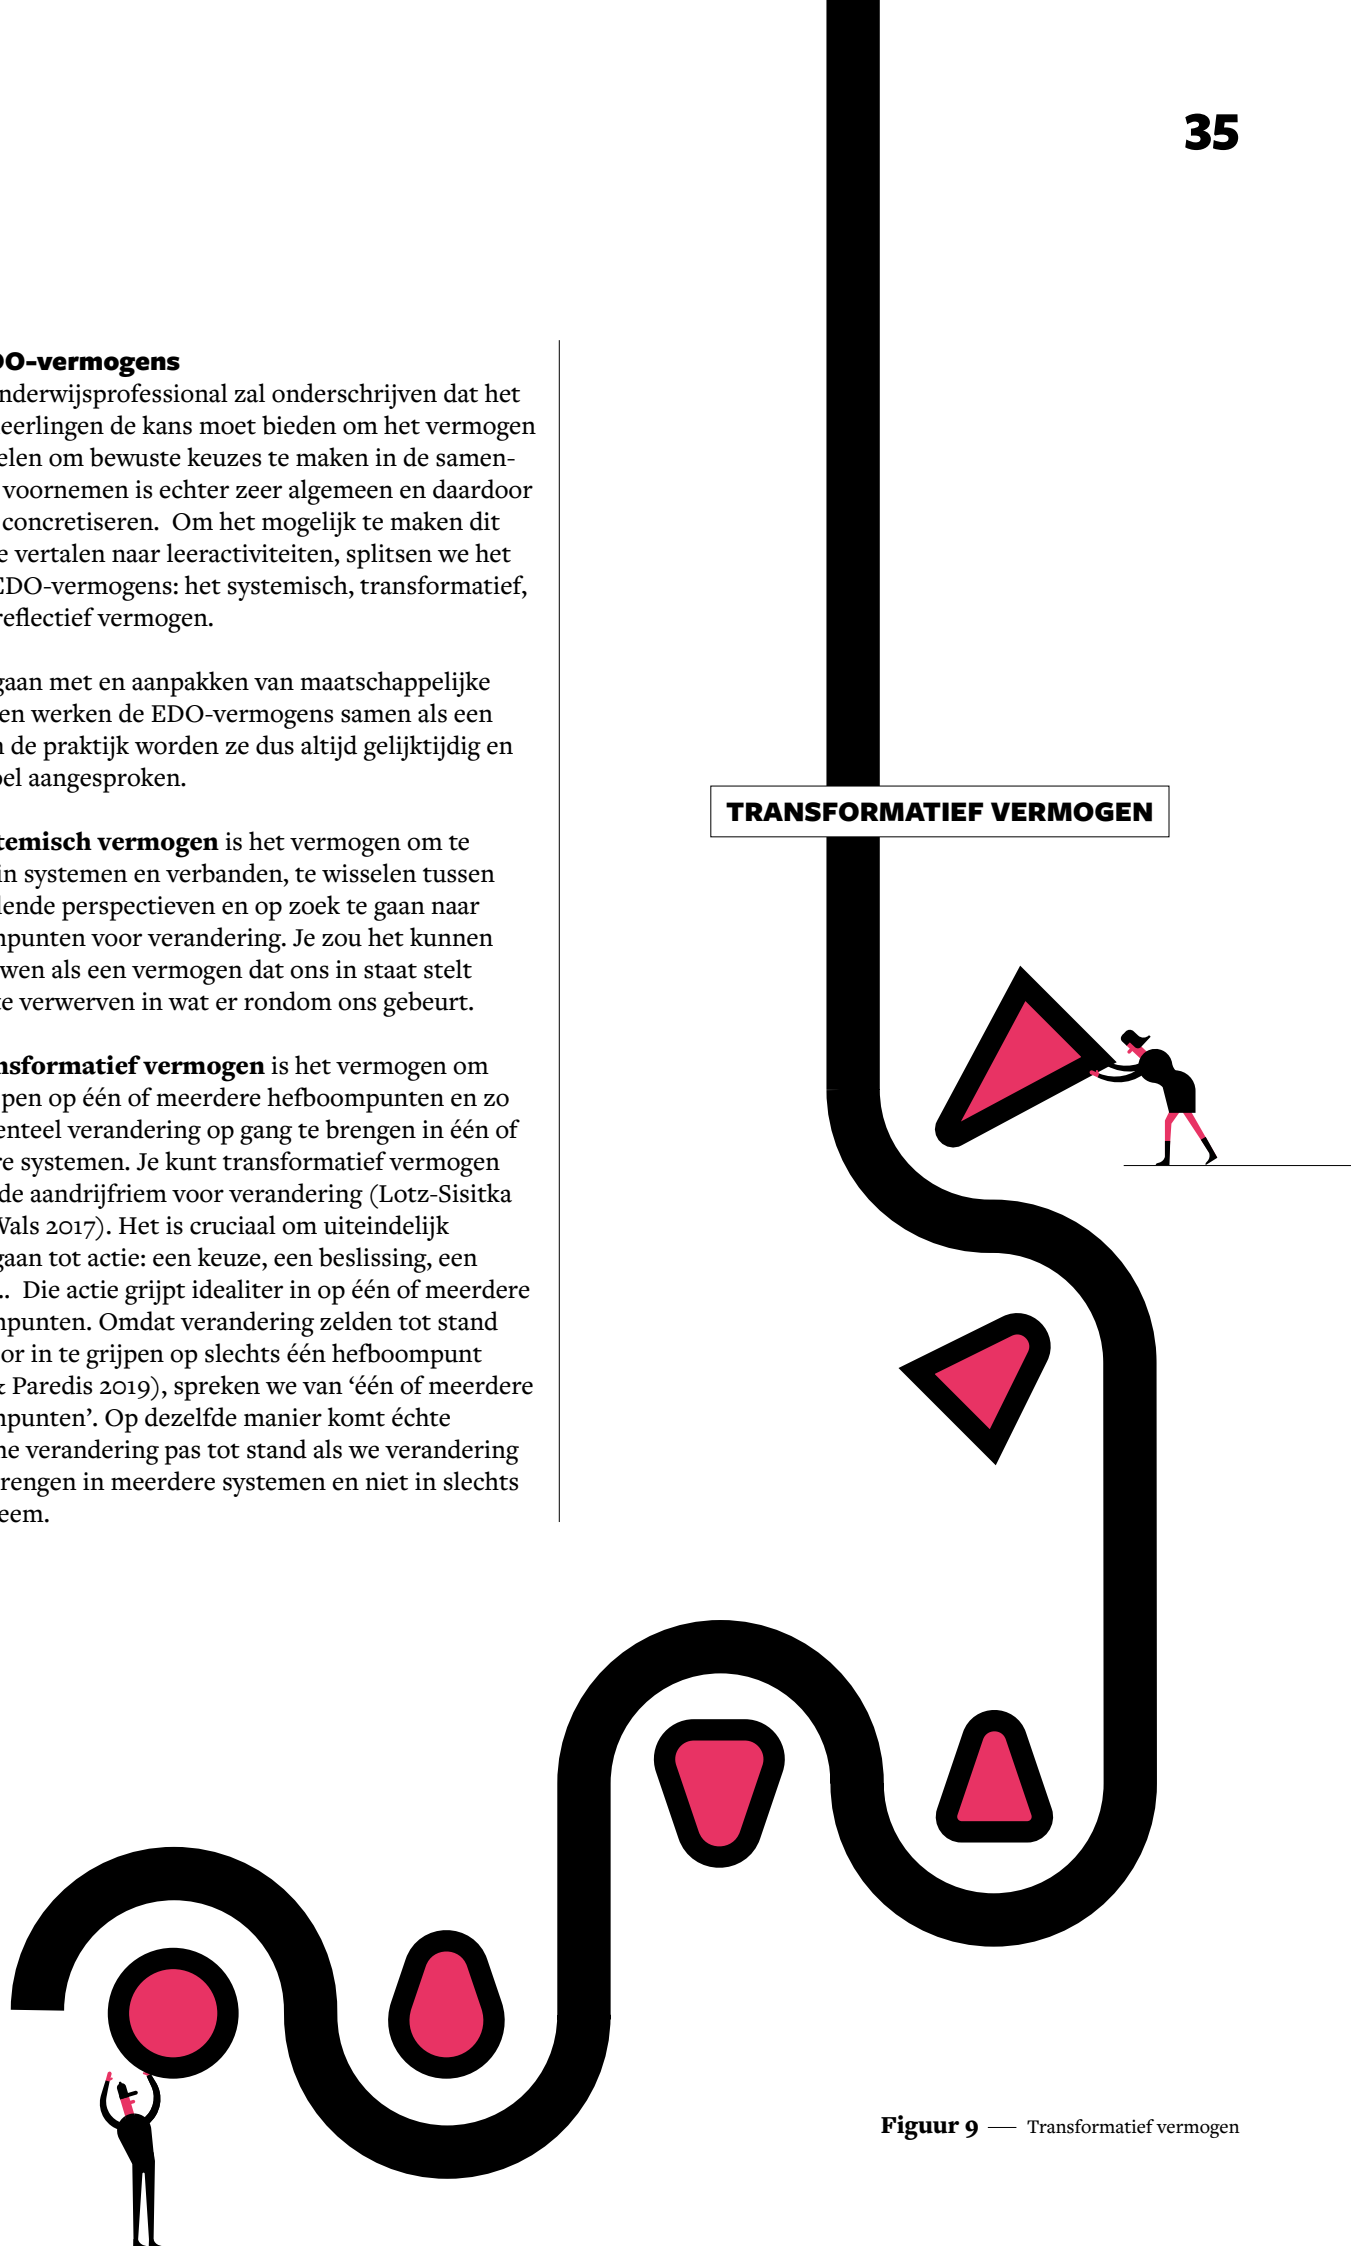 35
DO-vermogens
nderwijsprofessional zal onderschrijven dat het
eerlingen de kans moet bieden om het vermogen
elen om bewuste keuzes te maken in de samen-
voornemen is echter zeer algemeen en daardoor
concretiseren. Om het mogelijk te maken dit
e vertalen naar leeractiviteiten, splitsen we het
EDO-vermogens: het systemisch, transformatief,
reflectief vermogen.
gaan met en aanpakken van maatschappelijke
en werken de EDO-vermogens samen als een
n de praktijk worden ze dus altijd gelijktijdig en
oel aangesproken.
temisch vermogen is het vermogen om te
in systemen en verbanden, te wisselen tussen
lende perspectieven en op zoek te gaan naar
npunten voor verandering. Je zou het kunnen
wen als een vermogen dat ons in staat stelt
te verwerven in wat er rondom ons gebeurt.
nsformatief vermogen is het vermogen om
pen op één of meerdere hefboompunten en zo
enteel verandering op gang te brengen in één of
re systemen. Je kunt transformatief vermogen
de aandrijfriem voor verandering (Lotz-Sisitka
Wals 2017). Het is cruciaal om uiteindelijk
gaan tot actie: een keuze, een beslissing, een
.. Die actie grijpt idealiter in op één of meerdere
npunten. Omdat verandering zelden tot stand
or in te grijpen op slechts één hefboompunt
& Paredis 2019), spreken we van ‘één of meerdere
npunten’. Op dezelfde manier komt échte
he verandering pas tot stand als we verandering
rengen in meerdere systemen en niet in slechts
eem.
TRANSFORMATIEF VERMOGEN
Figuur 9 — Transformatief vermogen